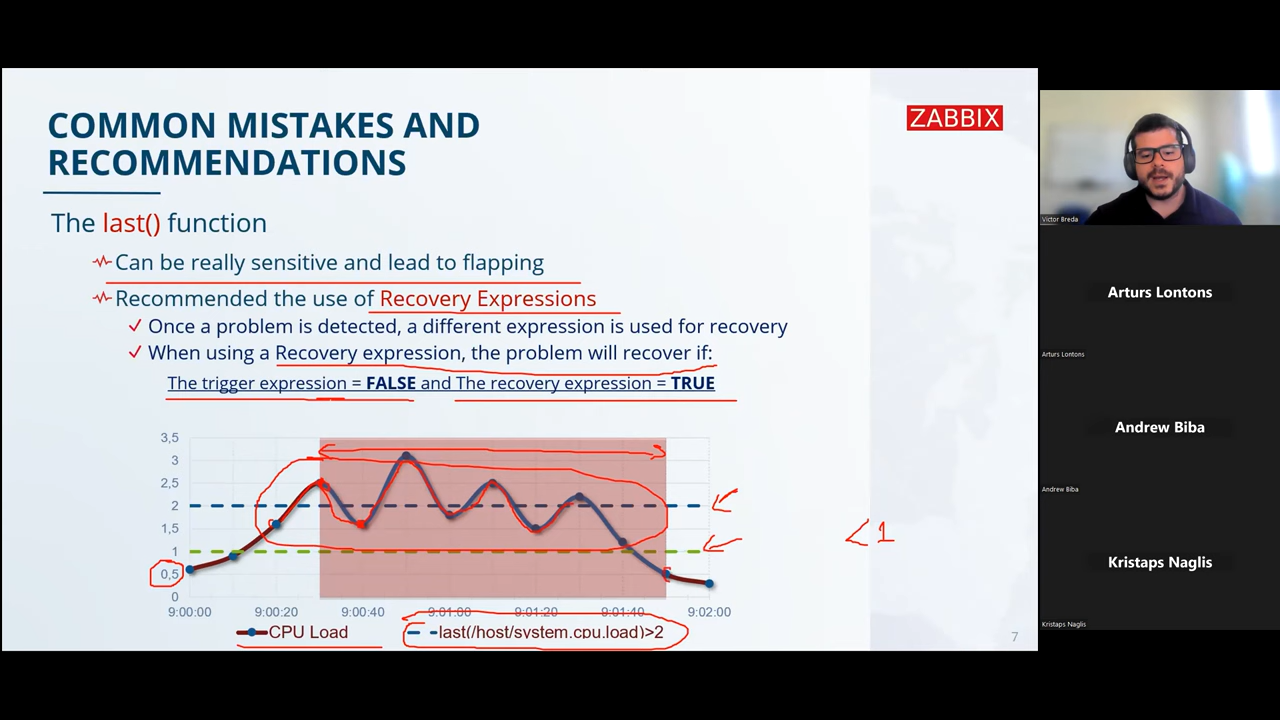 COMMON MISTAKES AND
RECOMMENDATIONS
ZABBIX
The last() function
Can be really sensitive and lead to flapping
Recommended the use of Recovery Expressions
Once a problem is detected, a different expression is used for recovery
When using a Recovery expression, the problem will recover if:
The trigger expression = FALSE and The recovery expression = TRUE
3,5
3
2,5
2
1,5
1
0,5
0
9:00:00 9:00:20 9:00:40 9:01:00 9:01:20 9:01:40 9:02:00
CPU Load
last(/host/system.cpu.load)>2
<1
7
Victor Breda
Arturs Lontons
Arturs Lontons
Andrew Biba
Andrew Biba
Kristaps Naglis
Kristaps Naglis